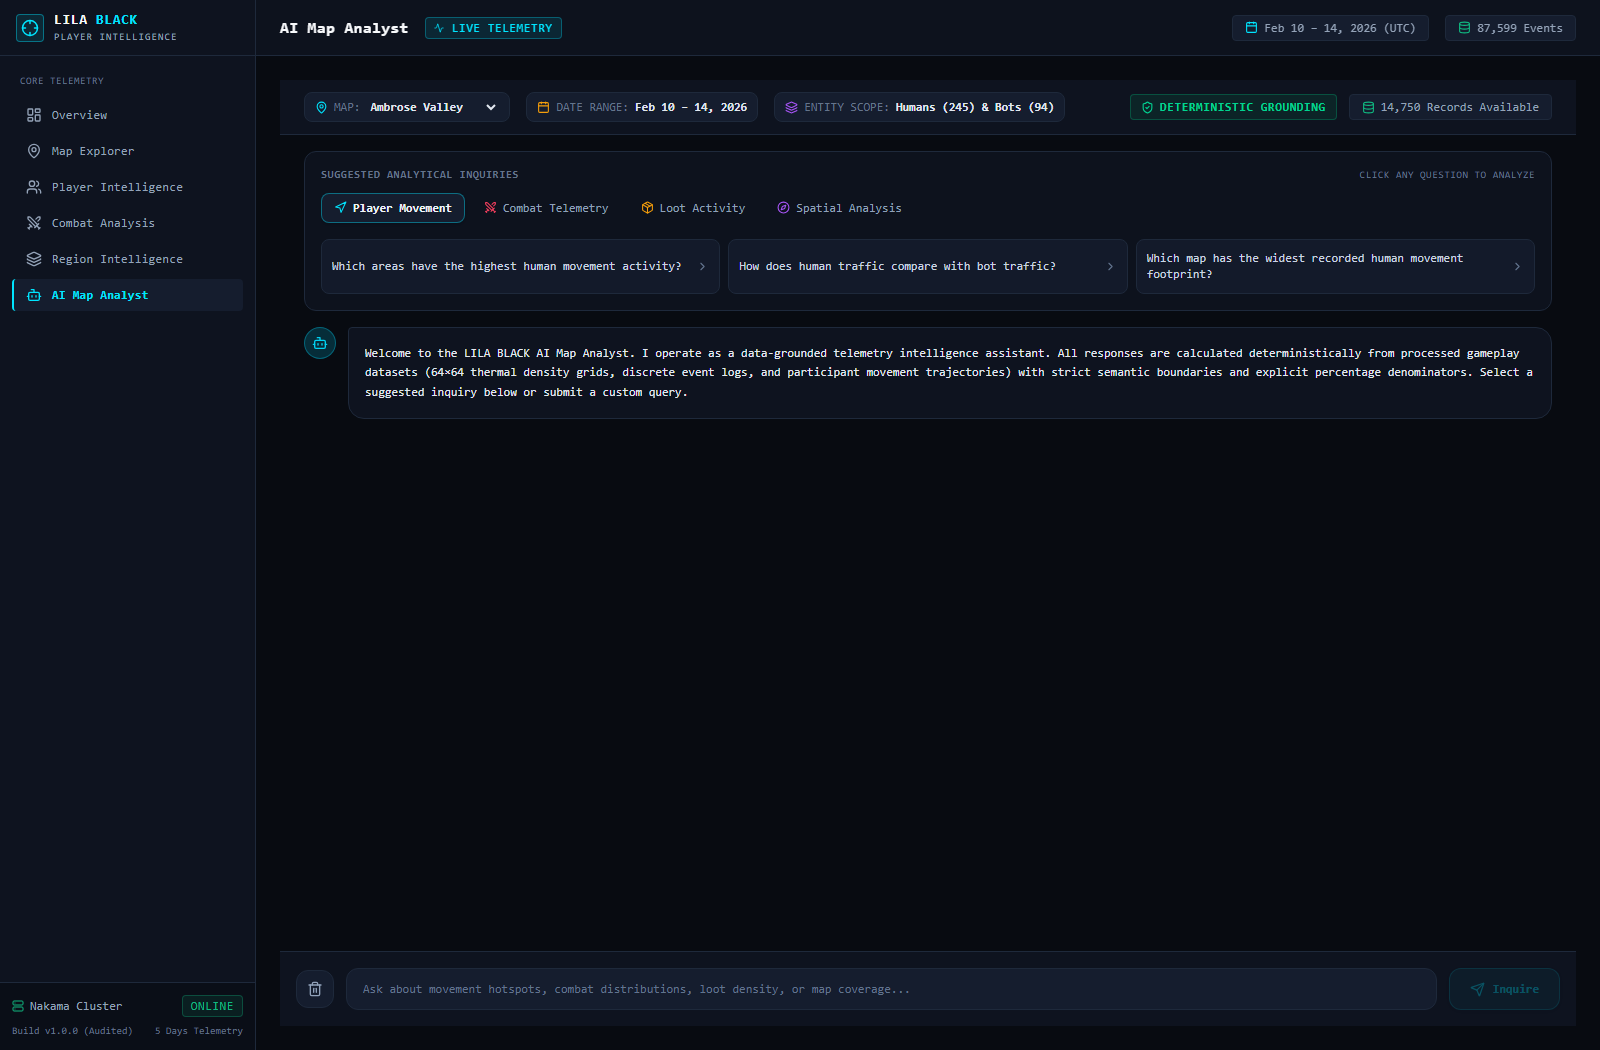 LILA BLACK
PLAYER INTELLIGENCE
CORE TELEMETRY
Overview
Map Explorer
Player Intelligence
Combat Analysis
Region Intelligence
AI Map Analyst
Nakama Cluster
ONLINE
Build v1.0.0 (Audited)
5 Days Telemetry
AI Map Analyst
LIVE TELEMETRY
Feb 10 – 14, 2026 (UTC)
87,599 Events
MAP: Ambrose Valley
DATE RANGE: Feb 10 – 14, 2026
ENTITY SCOPE: Humans (245) & Bots (94)
DETERMINISTIC GROUNDING
14,750 Records Available
SUGGESTED ANALYTICAL INQUIRIES
CLICK ANY QUESTION TO ANALYZE
Player Movement
Combat Telemetry
Loot Activity
Spatial Analysis
Which areas have the highest human movement activity?
How does human traffic compare with bot traffic?
Which map has the widest recorded human movement
footprint?
Welcome to the LILA BLACK AI Map Analyst. I operate as a data-grounded telemetry intelligence assistant. All responses are calculated deterministically from processed gameplay
datasets (64×64 thermal density grids, discrete event logs, and participant movement trajectories) with strict semantic boundaries and explicit percentage denominators. Select a
suggested inquiry below or submit a custom query.
Ask about movement hotspots, combat distributions, loot density, or map coverage...
Inquire